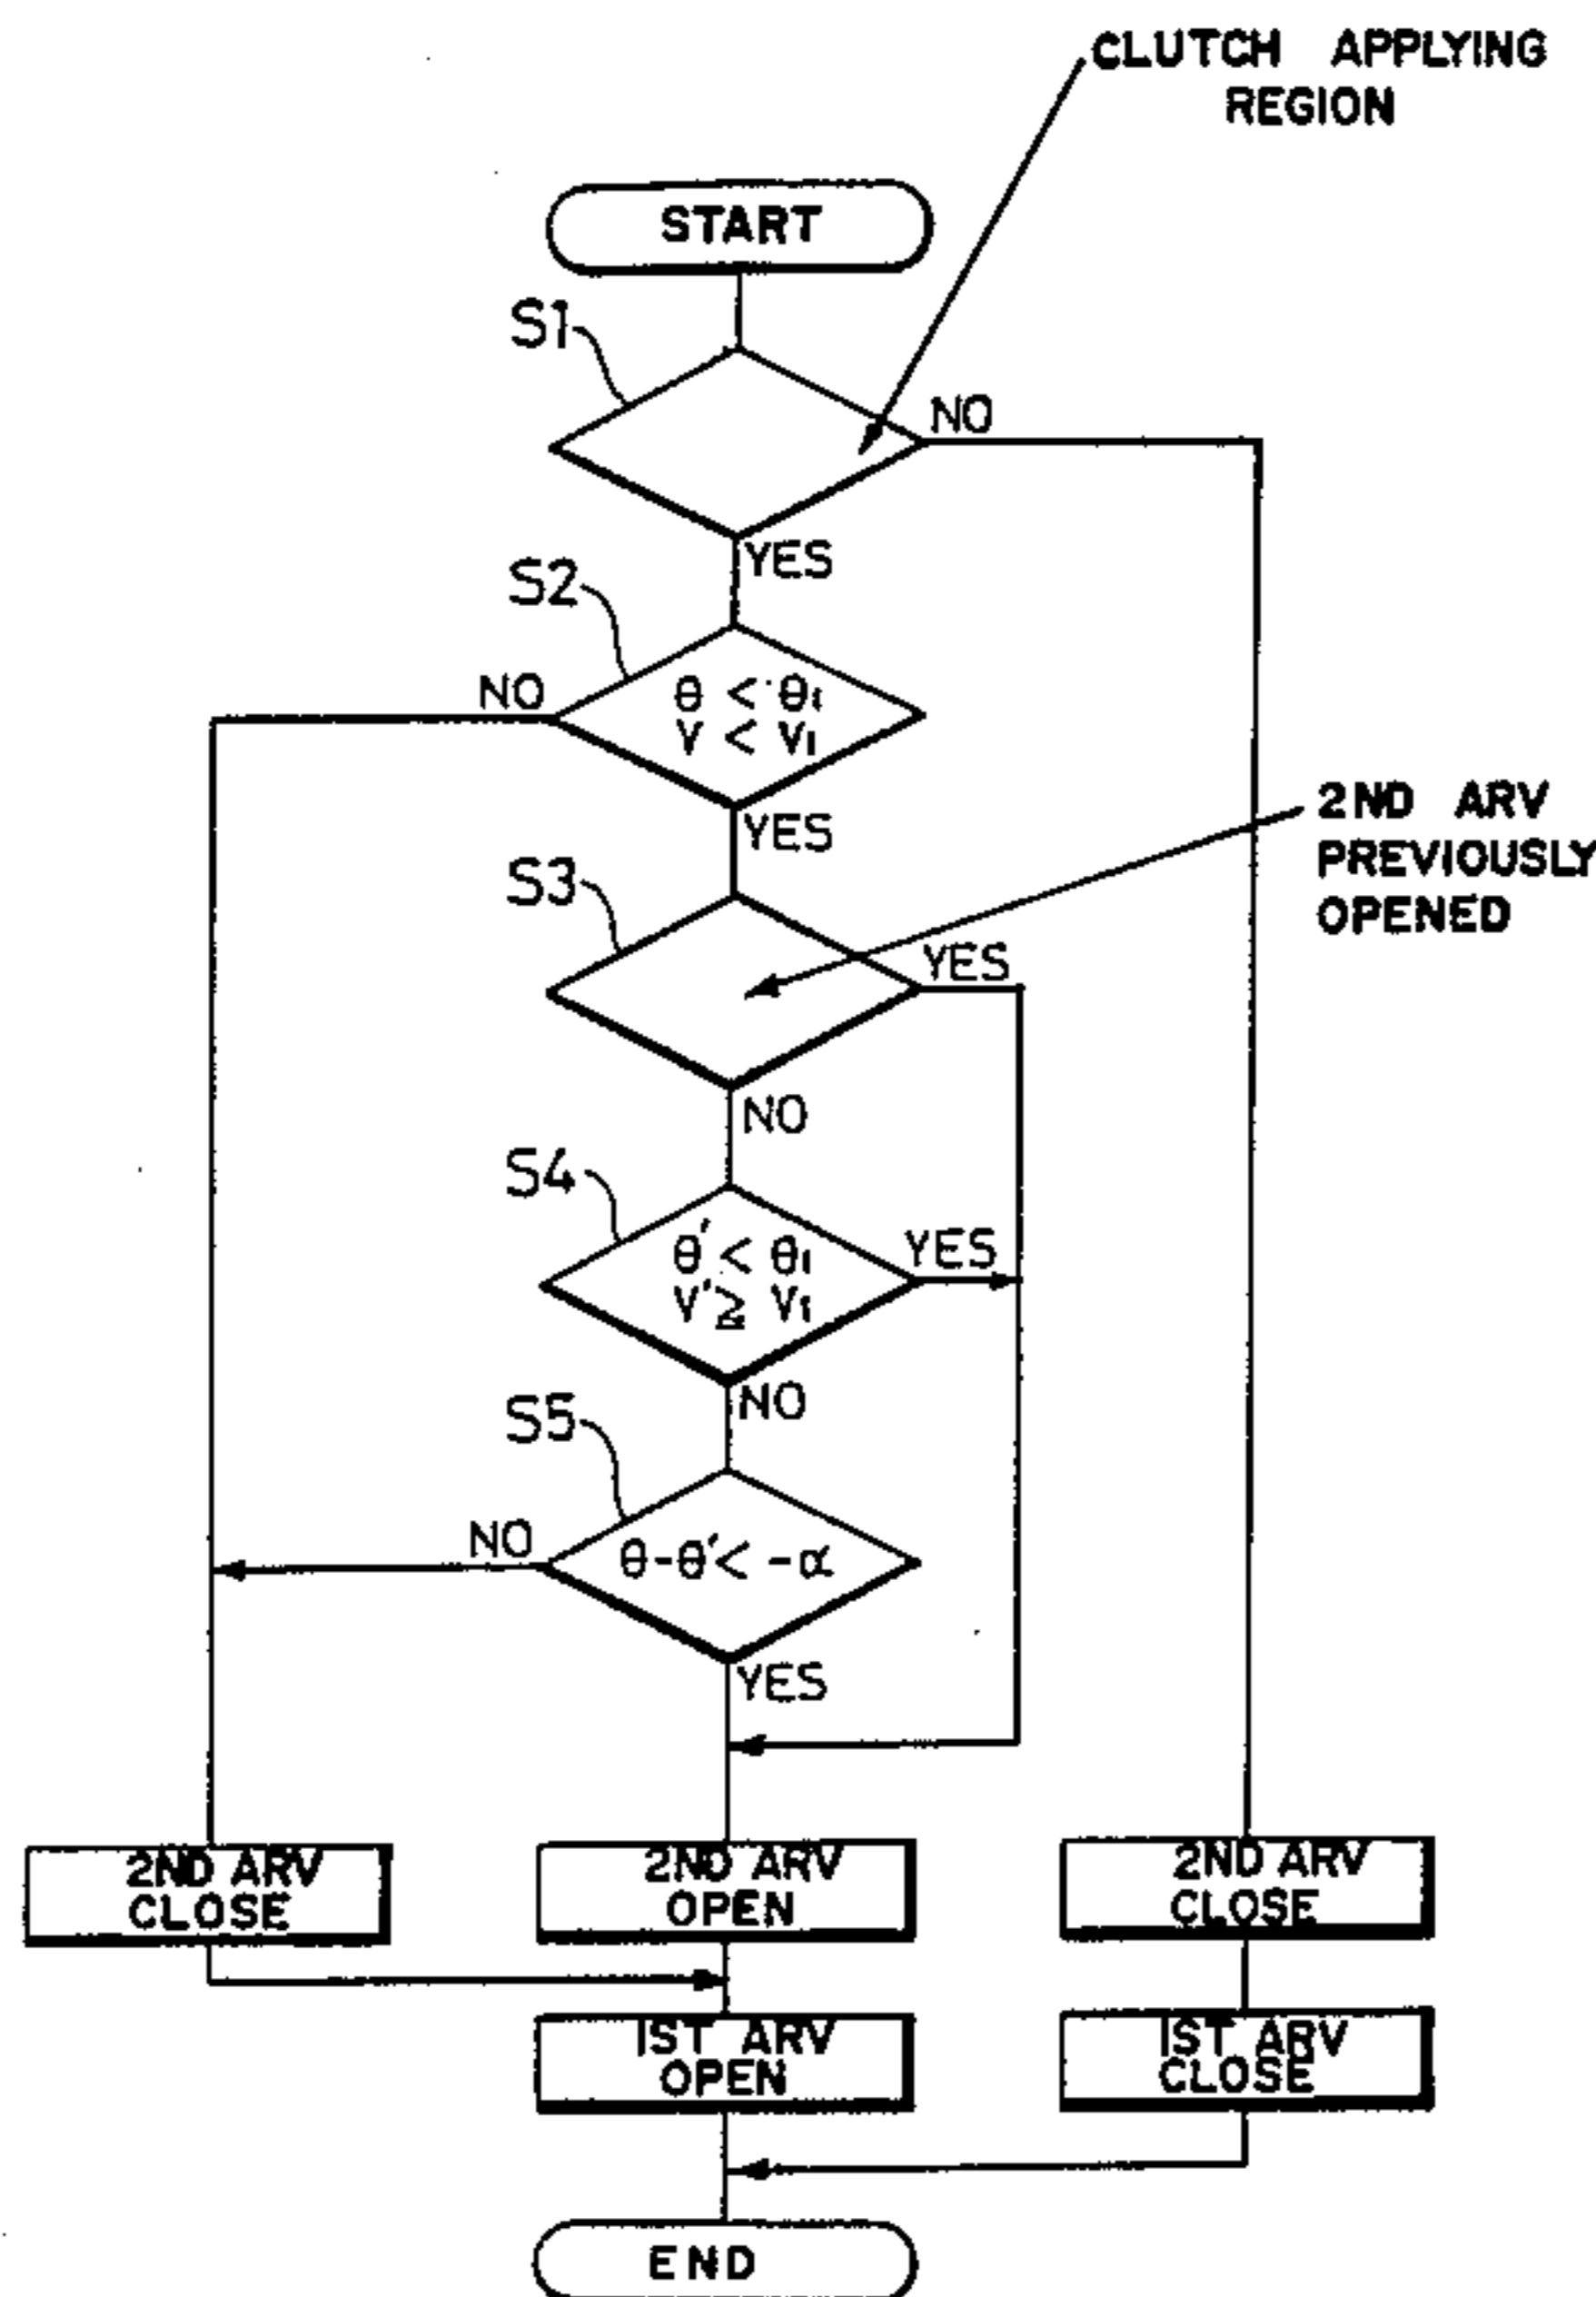 CLUTCH APPLYING
REGION
START
S1
NO
YES
S2
NO
θ < θ₁
V < V₁
YES
2ND ARV
PREVIOUSLY
OPENED
S3
YES
NO
S4
θ' < θ₁
V' ≧ V₁
YES
NO
S5
NO
θ-θ' < -α
YES
2ND ARV
CLOSE
2ND ARV
OPEN
2ND ARV
CLOSE
1ST ARV
OPEN
1ST ARV
CLOSE
END